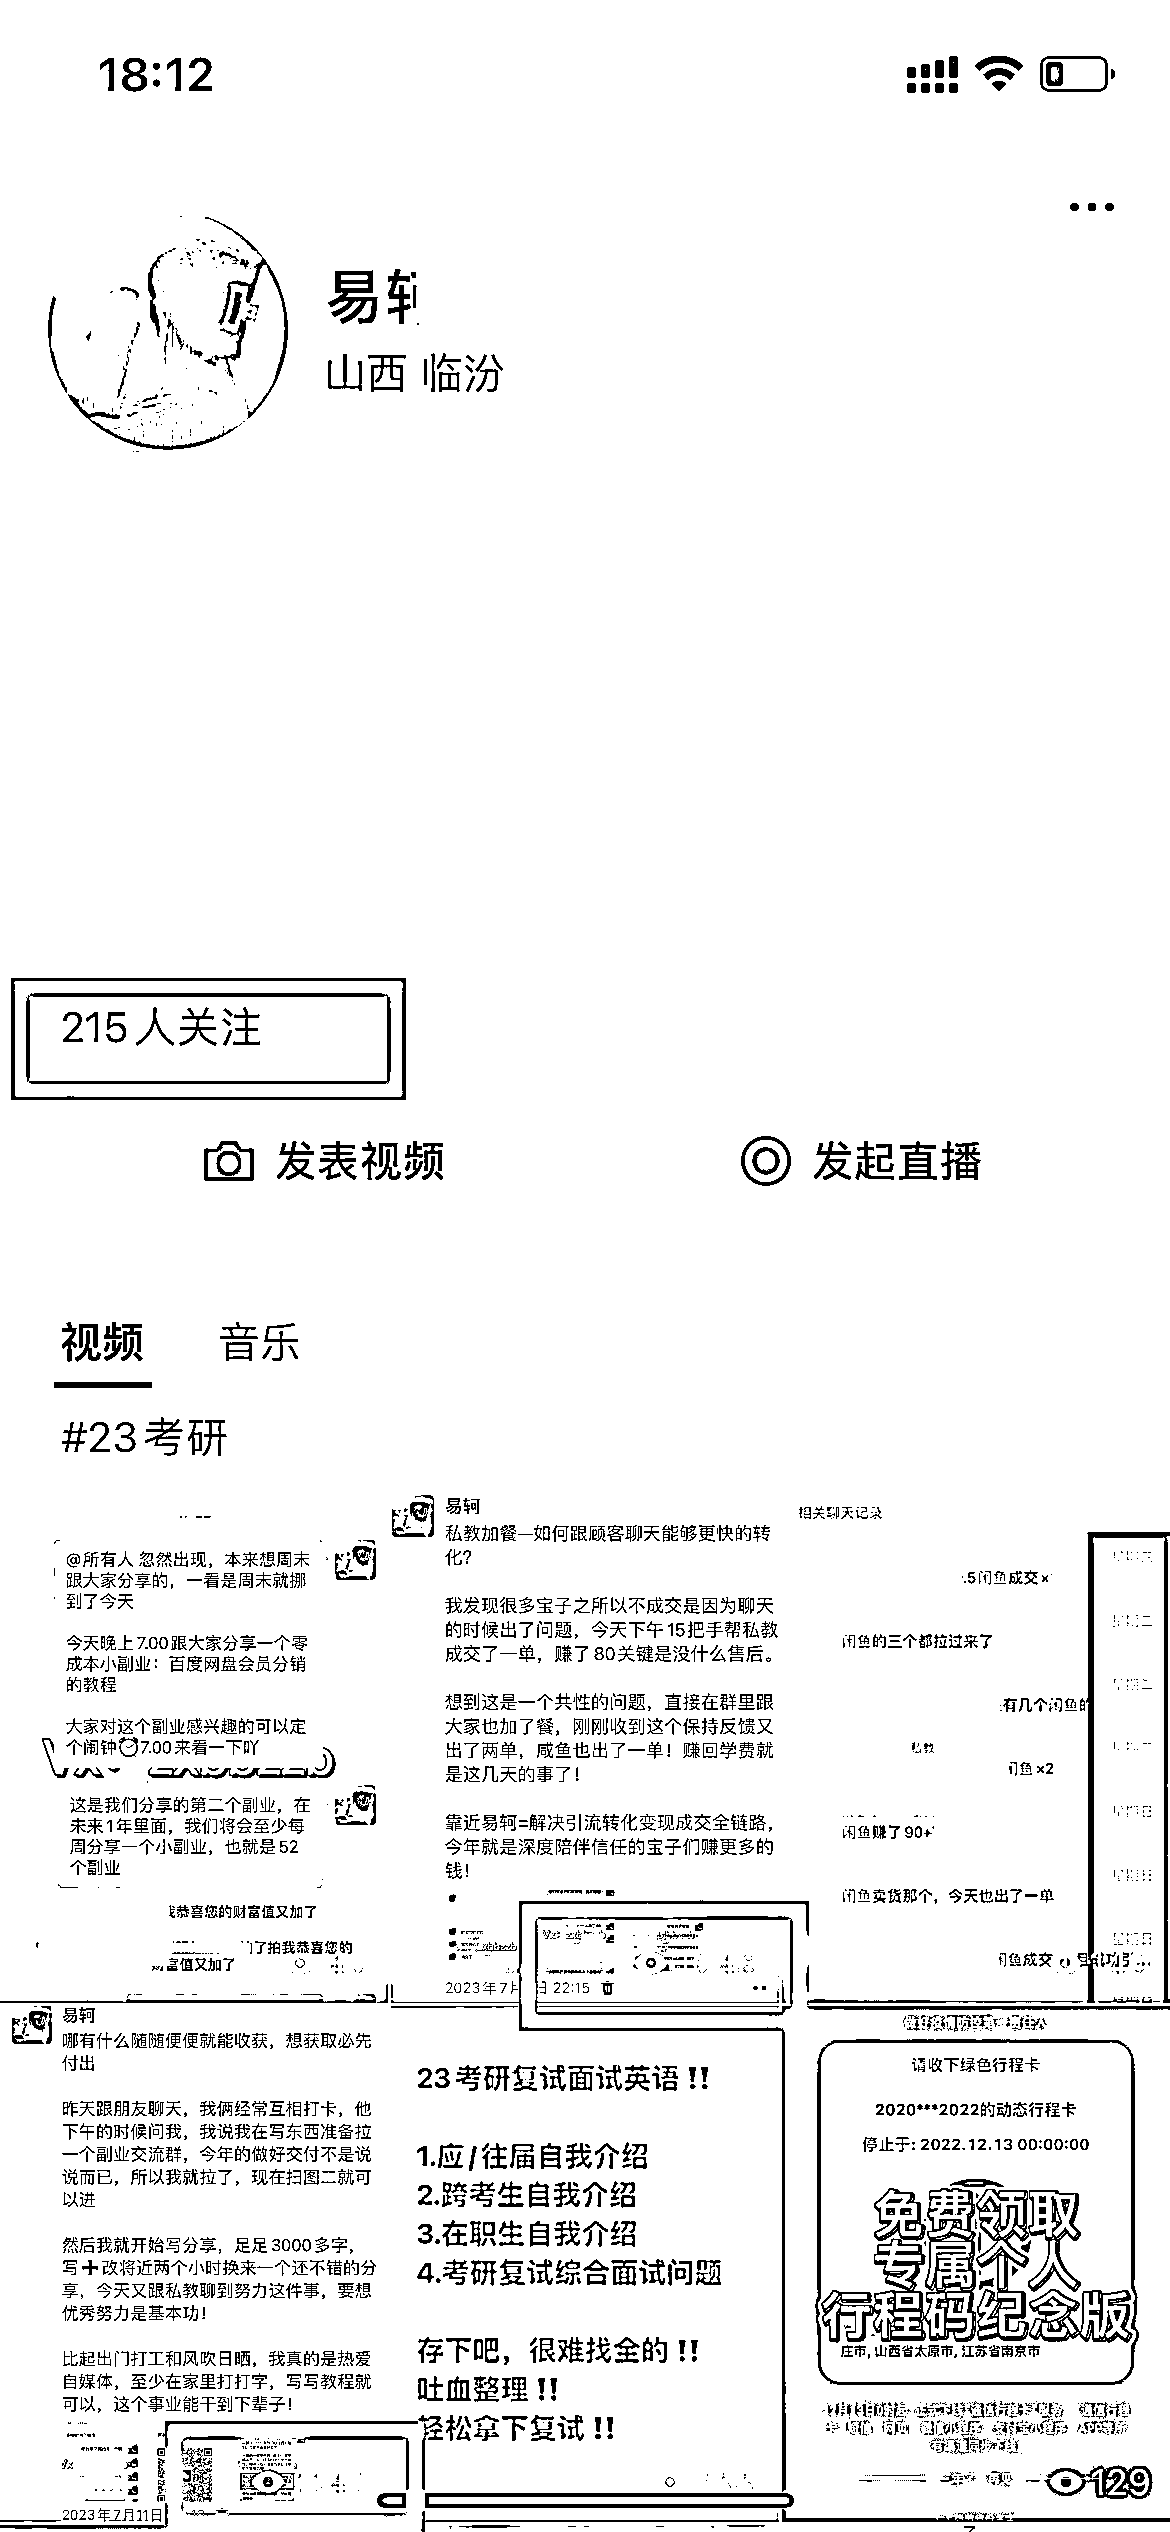 18:12
易轲
山西 临汾
215人关注
发表视频
发起直播
视频
音乐
#23考研
@所有人 忽然出现，本来想周末
跟大家分享的，一看是周末就挪
到了今天
今天晚上7.00跟大家分享一个零
成本小副业：百度网盘会员分销
的教程
大家对这个副业感兴趣的可以定
个闹钟⏰7.00来看一下吖
这是我们分享的第二个副业，在
未来1年里面，我们将会至少每
周分享一个小副业，也就是52
个副业
恭喜您的财富值又加了
了拍我恭喜您的
富值又加了
易轲
私教加餐—如何跟顾客聊天能够更快的转
化？
我发现很多宝子之所以不成交是因为聊天
的时候出了问题，今天下午15把手帮私教
成交了一单，赚了80关键是没什么售后。
想到这是一个共性的问题，直接在群里跟
大家也加了餐，刚刚收到这个保持反馈又
出了两单，咸鱼也出了一单！赚回学费就
是这几天的事了！
靠近易轲=解决引流转化变现成交全链路，
今年就是深度陪伴信任的宝子们赚更多的
钱！
2023年7月
日 22:15
相关聊天记录
.5闲鱼成交×
闲鱼的三个都拉过来了
有几个闲鱼的
私教
闲鱼×2
闲鱼赚了90+
闲鱼卖货那个，今天也出了一单
闲鱼成交
易轲
哪有什么随随便便就能收获，想获取必先
付出
昨天跟朋友聊天，我俩经常互相打卡，他
下午的时候问我，我说我在写东西准备拉
一个副业交流群，今年的做好交付不是说
说而已，所以我就拉了，现在扫图二就可
以进
然后我就开始写分享，足足3000多字，
写➕改将近两个小时换来一个还不错的分
享，今天又跟私教聊到努力这件事，要想
优秀努力是基本功！
比起出门打工和风吹日晒，我真的是热爱
自媒体，至少在家里打打字，写写教程就
可以，这个事业能干到下辈子！
2023年7月11日
23考研复试面试英语 !!
1.应/往届自我介绍
2.跨考生自我介绍
3.在职生自我介绍
4.考研复试综合面试问题
存下吧，很难找全的 !!
吐血整理 !!
轻松拿下复试 !!
请收下绿色行程卡
2020***2022的动态行程卡
停止于: 2022.12.13 00:00:00
免费领取
专属个人
行程码纪念版
庄市, 山西省太原市, 江苏省南京市
129